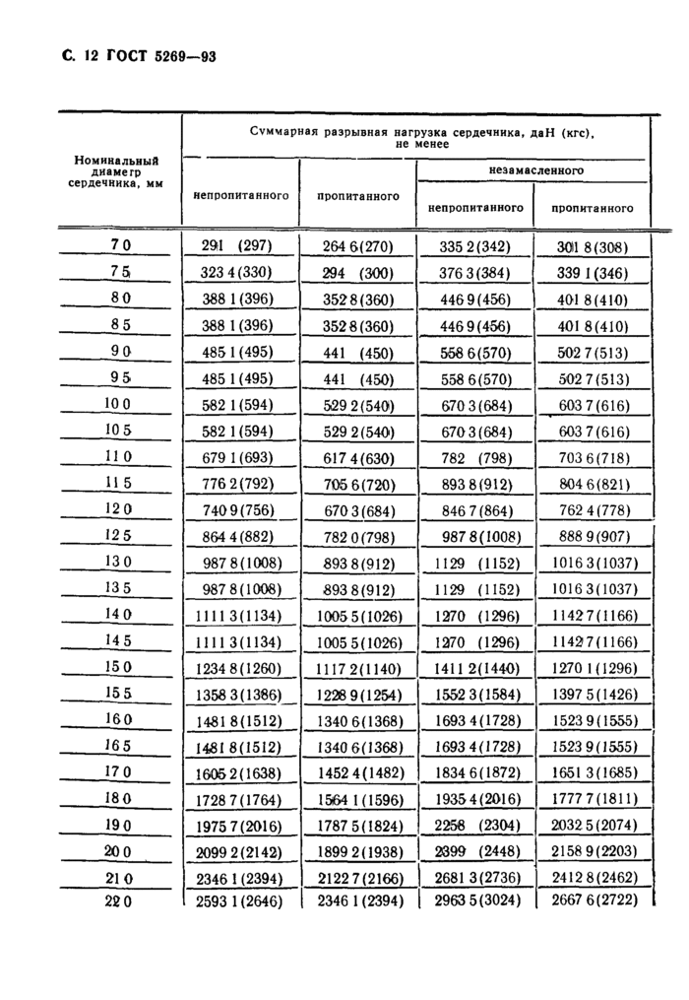 С. 12 ГОСТ 5269—93
Номинальный диаметр сердечника, мм
Суммарная разрывная нагрузка сердечника, даН (кгс), не менее
непропитанного
пропитанного
незамасленного
непропитанного
пропитанного
7 0 291 (297) 264 6(270) 335 2(342) 301 8(308)
7 5 323 4(330) 294 (300) 376 3(384) 339 1(346)
8 0 388 1(396) 352 8(360) 446 9(456) 401 8(410)
8 5 388 1(396) 352 8(360) 446 9(456) 401 8(410)
9 0 485 1(495) 441 (450) 558 6(570) 502 7(513)
9 5 485 1(495) 441 (450) 558 6(570) 502 7(513)
10 0 582 1(594) 529 2(540) 670 3(684) 603 7(616)
10 5 582 1(594) 529 2(540) 670 3(684) 603 7(616)
11 0 679 1(693) 617 4(630) 782 (798) 703 6(718)
11 5 776 2(792) 705 6(720) 893 8(912) 804 6(821)
12 0 740 9(756) 670 3(684) 846 7(864) 762 4(778)
12 5 864 4(882) 782 0(798) 987 8(1008) 888 9(907)
13 0 987 8(1008) 893 8(912) 1129 (1152) 1016 3(1037)
13 5 987 8(1008) 893 8(912) 1129 (1152) 1016 3(1037)
14 0 1111 3(1134) 1005 5(1026) 1270 (1296) 1142 7(1166)
14 5 1111 3(1134) 1005 5(1026) 1270 (1296) 1142 7(1166)
15 0 1234 8(1260) 1117 2(1140) 1411 2(1440) 1270 1(1296)
15 5 1358 3(1386) 1228 9(1254) 1552 3(1584) 1397 5(1426)
16 0 1481 8(1512) 1340 6(1368) 1693 4(1728) 1523 9(1555)
16 5 1481 8(1512) 1340 6(1368) 1693 4(1728) 1523 9(1555)
17 0 1605 2(1638) 1452 4(1482) 1834 6(1872) 1651 3(1685)
18 0 1728 7(1764) 1564 1(1596) 1935 4(2016) 1777 7(1811)
19 0 1975 7(2016) 1787 5(1824) 2258 (2304) 2032 5(2074)
20 0 2099 2(2142) 1899 2(1938) 2399 (2448) 2158 9(2203)
21 0 2346 1(2394) 2122 7(2166) 2681 3(2736) 2412 8(2462)
22 0 2593 1(2646) 2346 1(2394) 2963 5(3024) 2667 6(2722)